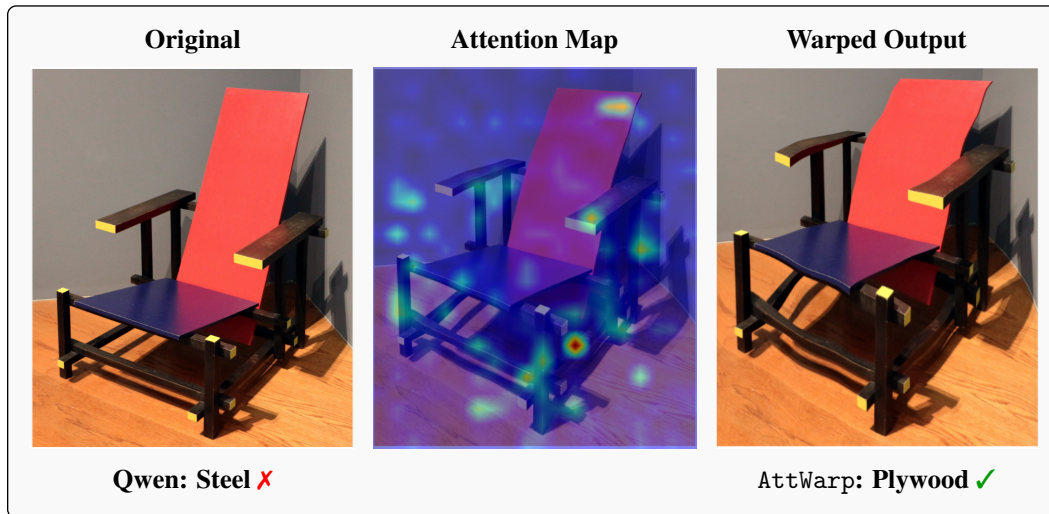 Original
Attention Map
Warped Output
Qwen: Steel ✗
AttWarp: Plywood ✓